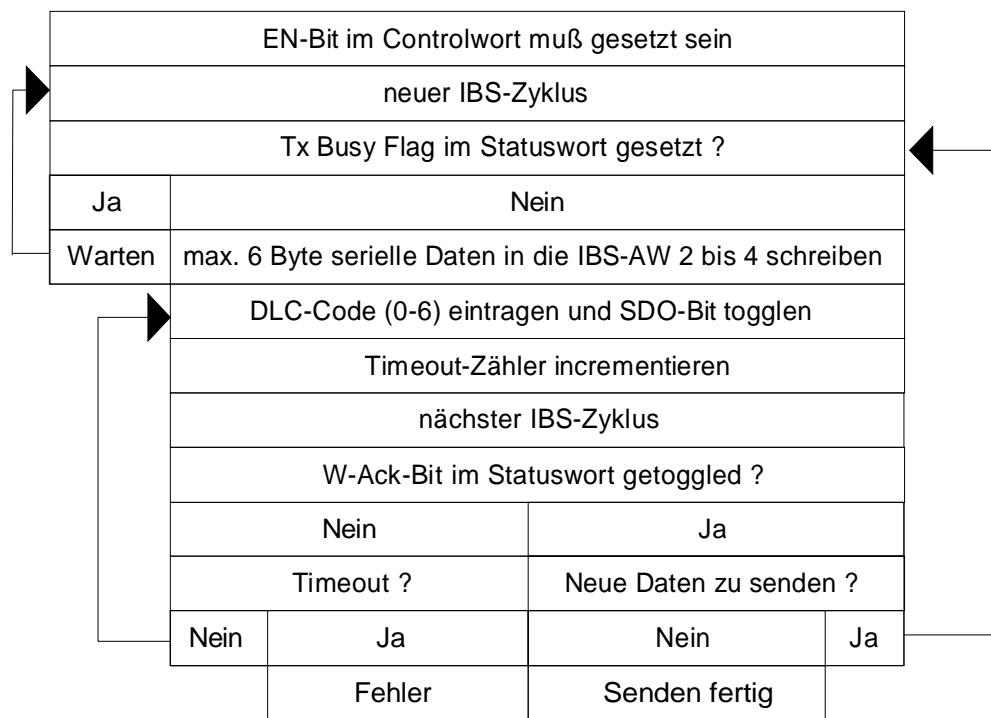 EN-Bit im Controlwort muß gesetzt sein
neuer IBS-Zyklus
Tx Busy Flag im Statuswort gesetzt ?
Ja
Nein
Warten
max. 6 Byte serielle Daten in die IBS-AW 2 bis 4 schreiben
DLC-Code (0-6) eintragen und SDO-Bit togglen
Timeout-Zähler incrementieren
nächster IBS-Zyklus
W-Ack-Bit im Statuswort getoggled ?
Nein
Ja
Timeout ?
Neue Daten zu senden ?
Nein
Ja
Nein
Ja
Fehler
Senden fertig